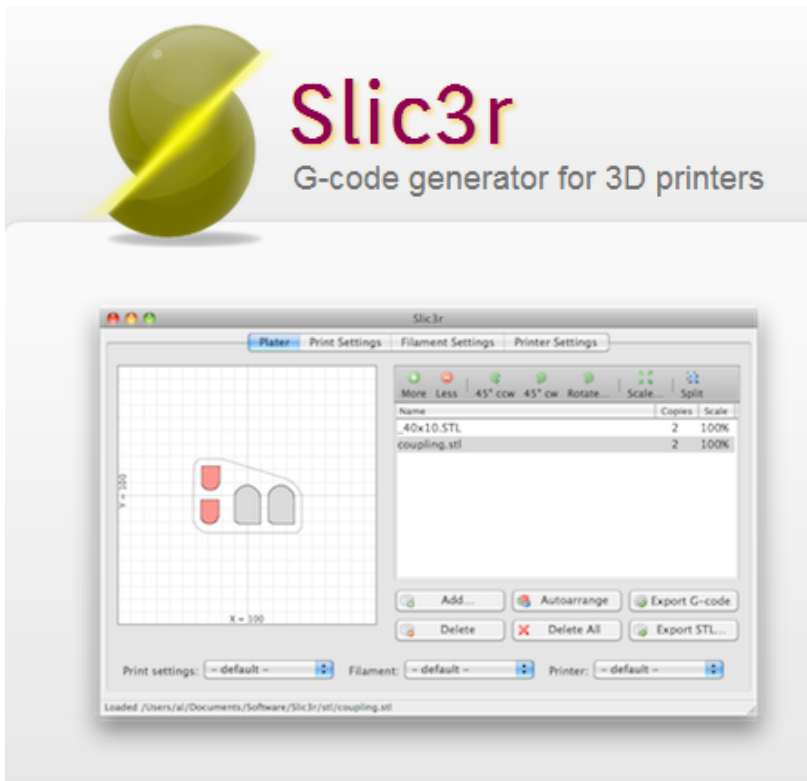 Slic3r
G-code generator for 3D printers
Slic3r
Plater Print Settings Filament Settings Printer Settings
More Less 45° ccw 45° cw Rotate... Scale... Split
Name Copies Scale
_40x10.STL 2 100%
coupling.stl 2 100%
Y = 100
X = 100
Add... Autoarrange Export G-code
Delete Delete All Export STL...
Print settings: - default - Filament: - default - Printer: - default -
Loaded /Users/al/Documents/Software/Slic3r/stl/coupling.stl